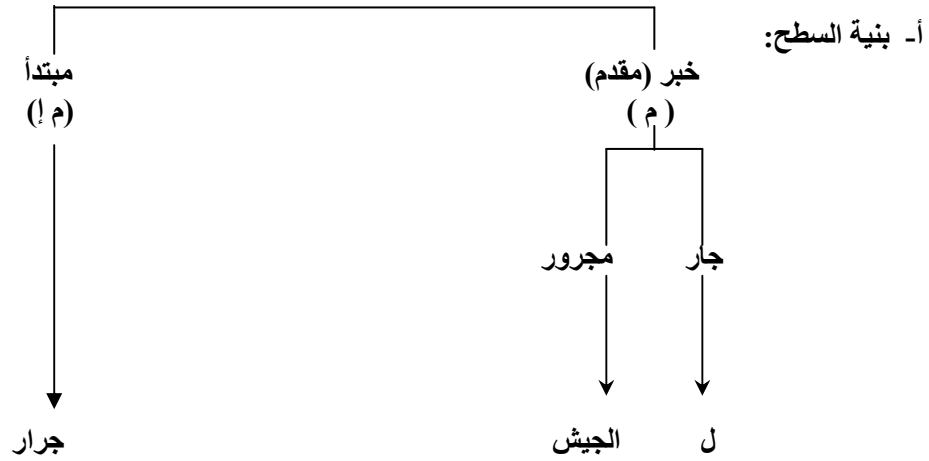 أ- بنية السطح:
خبر (مقدم) مبتدأ
( م ) (م إ)
جار مجرور
ل الجيش جرار